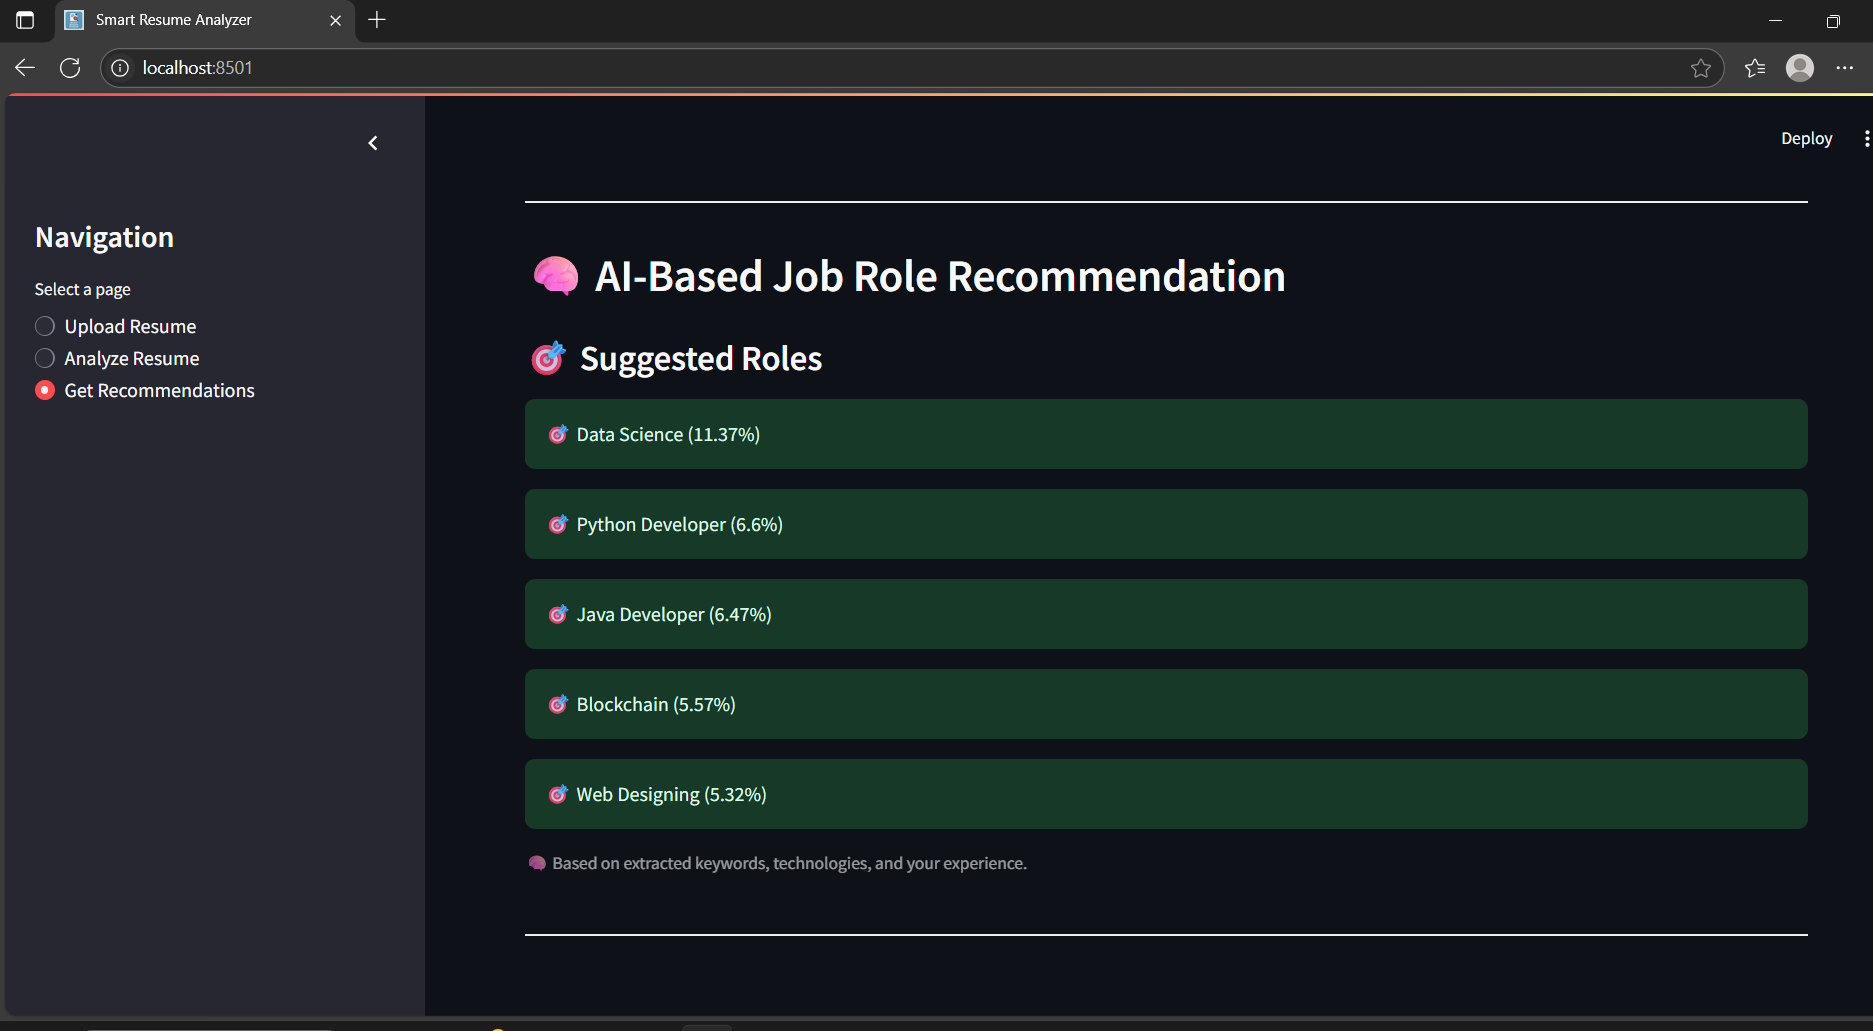 Smart Resume Analyzer
localhost:8501
Deploy
Navigation
Select a page
Upload Resume
Analyze Resume
Get Recommendations
🧠 AI-Based Job Role Recommendation
🎯 Suggested Roles
🎯 Data Science (11.37%)
🎯 Python Developer (6.6%)
🎯 Java Developer (6.47%)
🎯 Blockchain (5.57%)
🎯 Web Designing (5.32%)
🧠 Based on extracted keywords, technologies, and your experience.